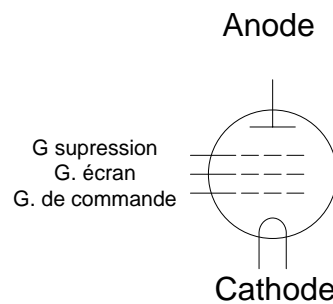 Anode
G supression
G. écran
G. de commande
Cathode